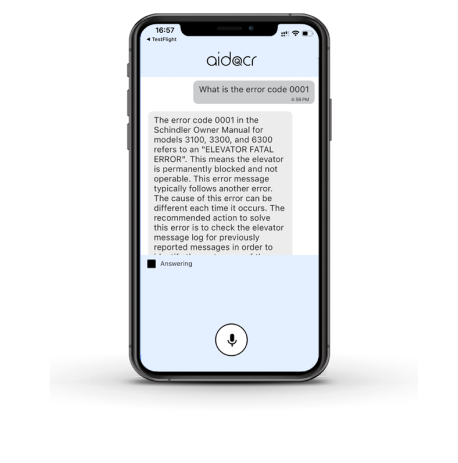 16:57
TestFlight
aidacr
What is the error code 0001
4:56 PM
The error code 0001 in the
Schindler Owner Manual for
models 3100, 3300, and 6300
refers to an "ELEVATOR FATAL
ERROR". This means the elevator
is permanently blocked and not
operable. This error message
typically follows another error.
The cause of this error can be
different each time it occurs. The
recommended action to solve
this error is to check the elevator
message log for previously
reported messages in order to
Answering